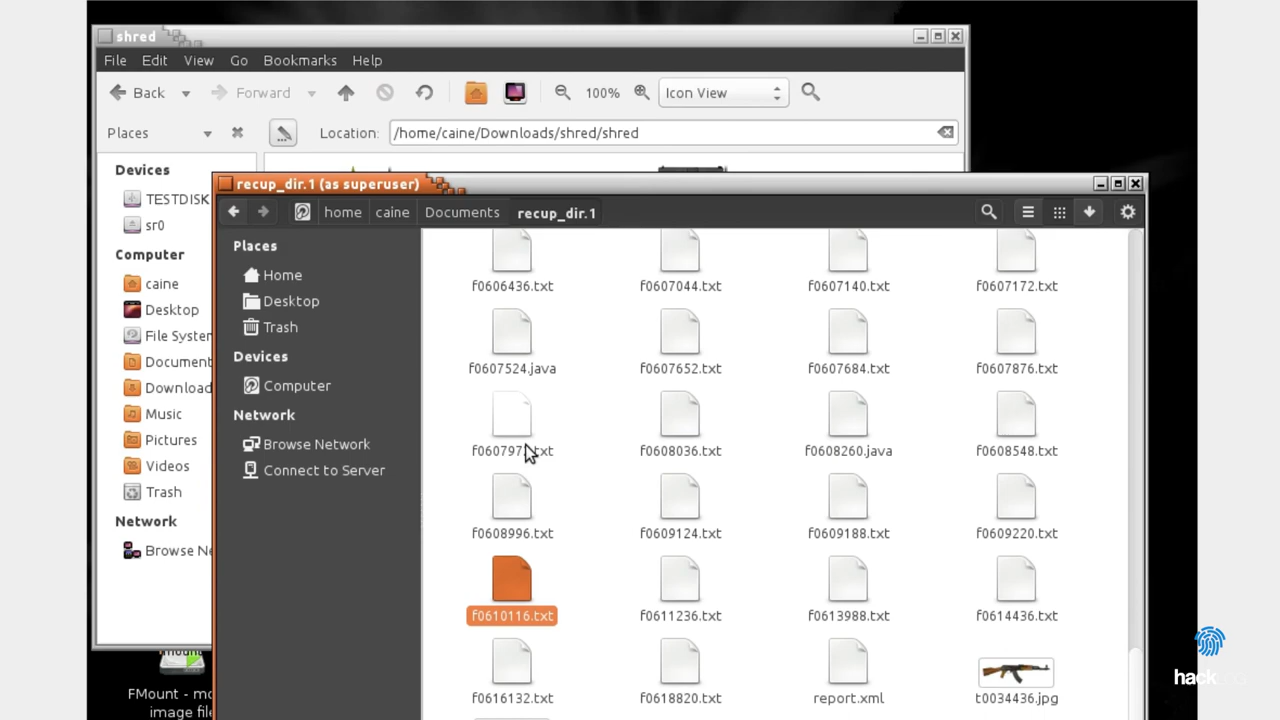 shred
File Edit View Go Bookmarks Help
Back Forward 100% Icon View
Places Location: /home/caine/Downloads/shred/shred
Devices
TESTDISK
sr0
Computer
caine
Desktop
File System
Document
Download
Music
Pictures
Videos
Trash
Network
Browse Ne
FMount - mo
image file
recup_dir.1 (as superuser)
home caine Documents recup_dir.1
Places
Home
Desktop
Trash
Devices
Computer
Network
Browse Network
Connect to Server
f0606436.txt f0607044.txt f0607140.txt f0607172.txt
f0607524.java f0607652.txt f0607684.txt f0607876.txt
f0608036.txt f0608260.java f0608548.txt
f0608996.txt f0609124.txt f0609188.txt f0609220.txt
f0610116.txt f0611236.txt f0613988.txt f0614436.txt
f0616132.txt f0618820.txt report.xml t0034436.jpg